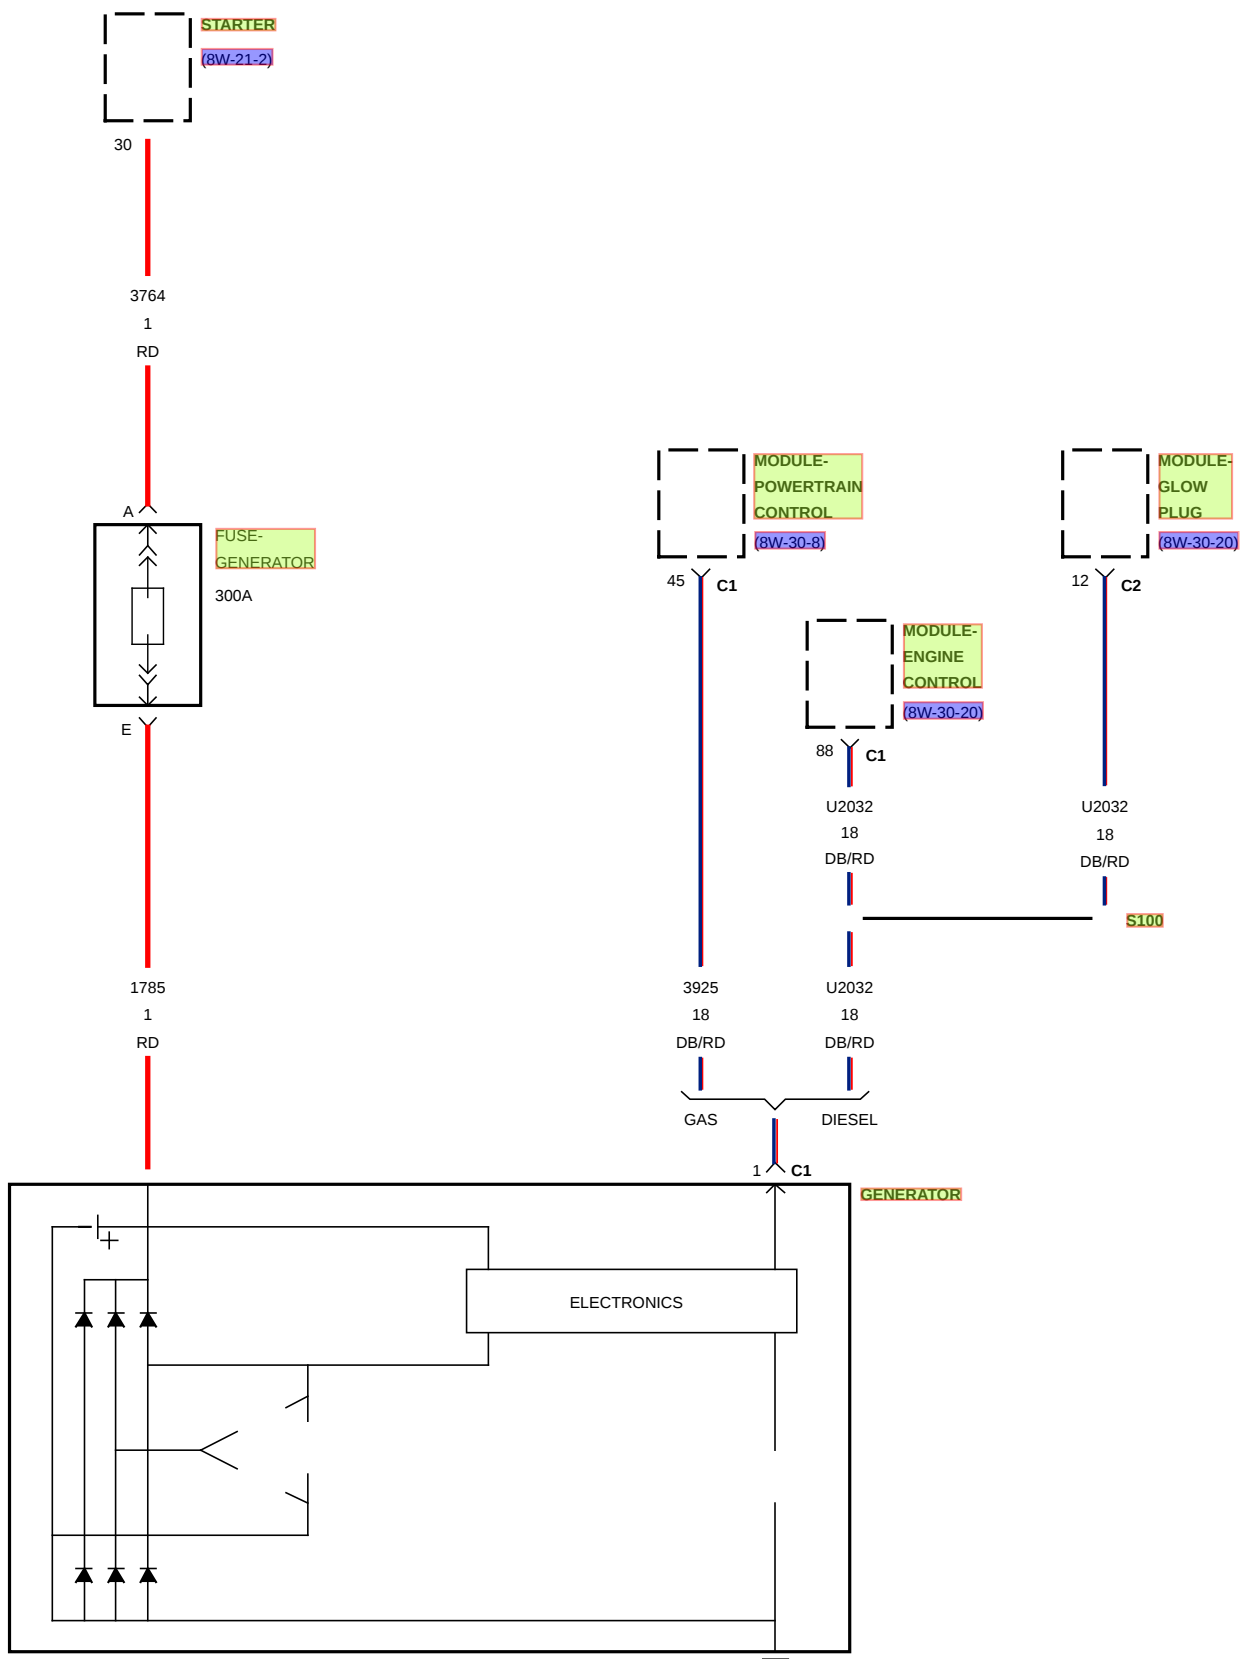 STARTER
(8W-21-2)
30
3764
1
RD
A
FUSE-
GENERATOR
300A
E
1785
1
RD
MODULE-
POWERTRAIN
CONTROL
(8W-30-8)
45
C1
MODULE-
GLOW
PLUG
(8W-30-20)
12
C2
MODULE-
ENGINE
CONTROL
(8W-30-20)
88
C1
U2032
18
DB/RD
U2032
18
DB/RD
S100
3925
18
DB/RD
U2032
18
DB/RD
GAS
DIESEL
1
C1
GENERATOR
ELECTRONICS